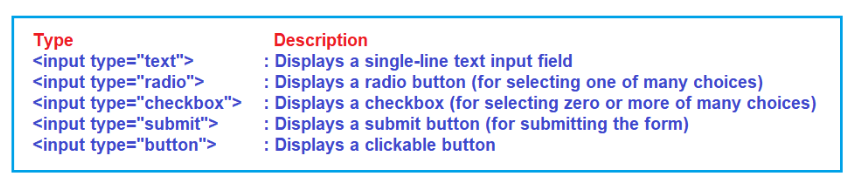 Type Description
<input type="text"> : Displays a single-line text input field
<input type="radio"> : Displays a radio button (for selecting one of many choices)
<input type="checkbox"> : Displays a checkbox (for selecting zero or more of many choices)
<input type="submit"> : Displays a submit button (for submitting the form)
<input type="button"> : Displays a clickable button